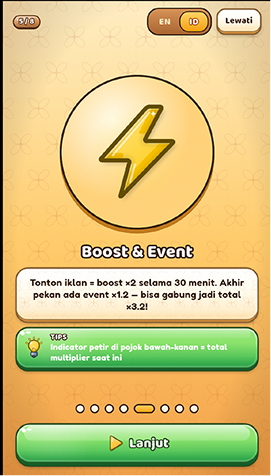 5/8
EN
ID
Lewati
Boost & Event
Tonton iklan = boost ×2 selama 30 menit. Akhir
pekan ada event ×1.2 — bisa gabung jadi total
×3.2!
TIPS
Indicator petir di pojok bawah-kanan = total
multiplier saat ini
Lanjut